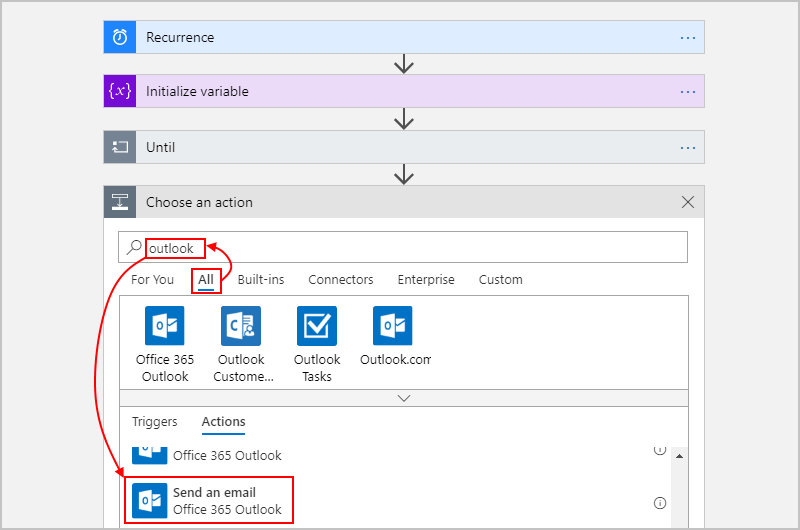 Recurrence
{x} Initialize variable
Until
Choose an action
outlook
For You All Built-ins Connectors Enterprise Custom
Office 365 Outlook Outlook Outlook.com
Outlook Custome... Tasks
Triggers Actions
Office 365 Outlook
Send an email
Office 365 Outlook